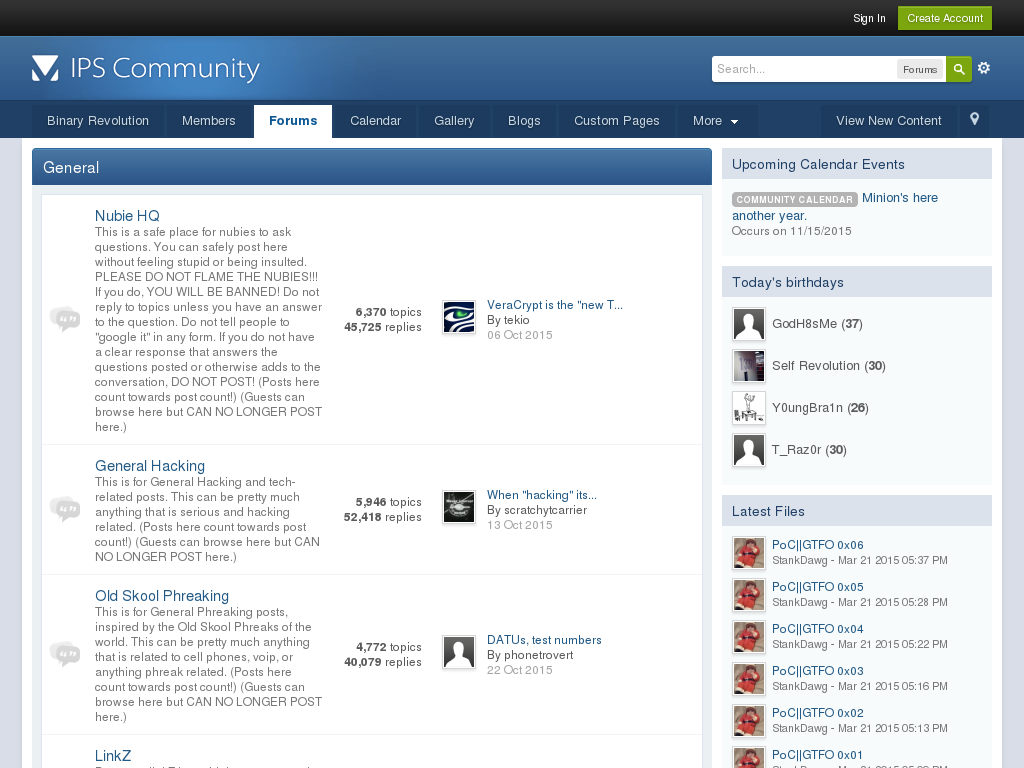 Sign In
Create Account
IPS Community
Search...
Forums
Binary Revolution
Members
Forums
Calendar
Gallery
Blogs
Custom Pages
More
View New Content
General
Nubie HQ
This is a safe place for nubies to ask
questions. You can safely post here
without feeling stupid or being insulted.
PLEASE DO NOT FLAME THE NUBIES!!!
If you do, YOU WILL BE BANNED! Do not
reply to topics unless you have an answer
to the question. Do not tell people to
"google it" in any form. If you do not have
a clear response that answers the
questions posted or otherwise adds to the
conversation, DO NOT POST! (Posts here
count towards post count!) (Guests can
browse here but CAN NO LONGER POST
here.)
6,370 topics
45,725 replies
VeraCrypt is the "new T...
By tekio
06 Oct 2015
General Hacking
This is for General Hacking and tech-
related posts. This can be pretty much
anything that is serious and hacking
related. (Posts here count towards post
count!) (Guests can browse here but CAN
NO LONGER POST here.)
5,946 topics
52,418 replies
When "hacking" its...
By scratchytcarrier
13 Oct 2015
Old Skool Phreaking
This is for General Phreaking posts,
inspired by the Old Skool Phreaks of the
world. This can be pretty much anything
that is related to cell phones, voip, or
anything phreak related. (Posts here
count towards post count!) (Guests can
browse here but CAN NO LONGER POST
here.)
4,772 topics
40,079 replies
DATUs, test numbers
By phonetrovert
22 Oct 2015
LinkZ
Upcoming Calendar Events
COMMUNITY CALENDAR Minion's here
another year.
Occurs on 11/15/2015
Today's birthdays
GodH8sMe (37)
Self Revolution (30)
Y0ungBra1n (26)
T_Raz0r (30)
Latest Files
PoC||GTFO 0x06
StankDawg - Mar 21 2015 05:37 PM
PoC||GTFO 0x05
StankDawg - Mar 21 2015 05:28 PM
PoC||GTFO 0x04
StankDawg - Mar 21 2015 05:22 PM
PoC||GTFO 0x03
StankDawg - Mar 21 2015 05:16 PM
PoC||GTFO 0x02
StankDawg - Mar 21 2015 05:13 PM
PoC||GTFO 0x01